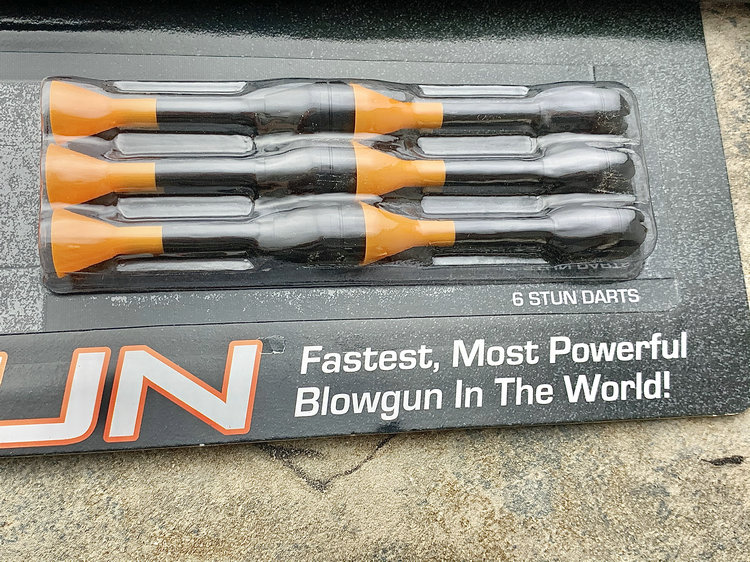 6 STUN DARTS
UN
Fastest, Most Powerful
Blowgun In The World!